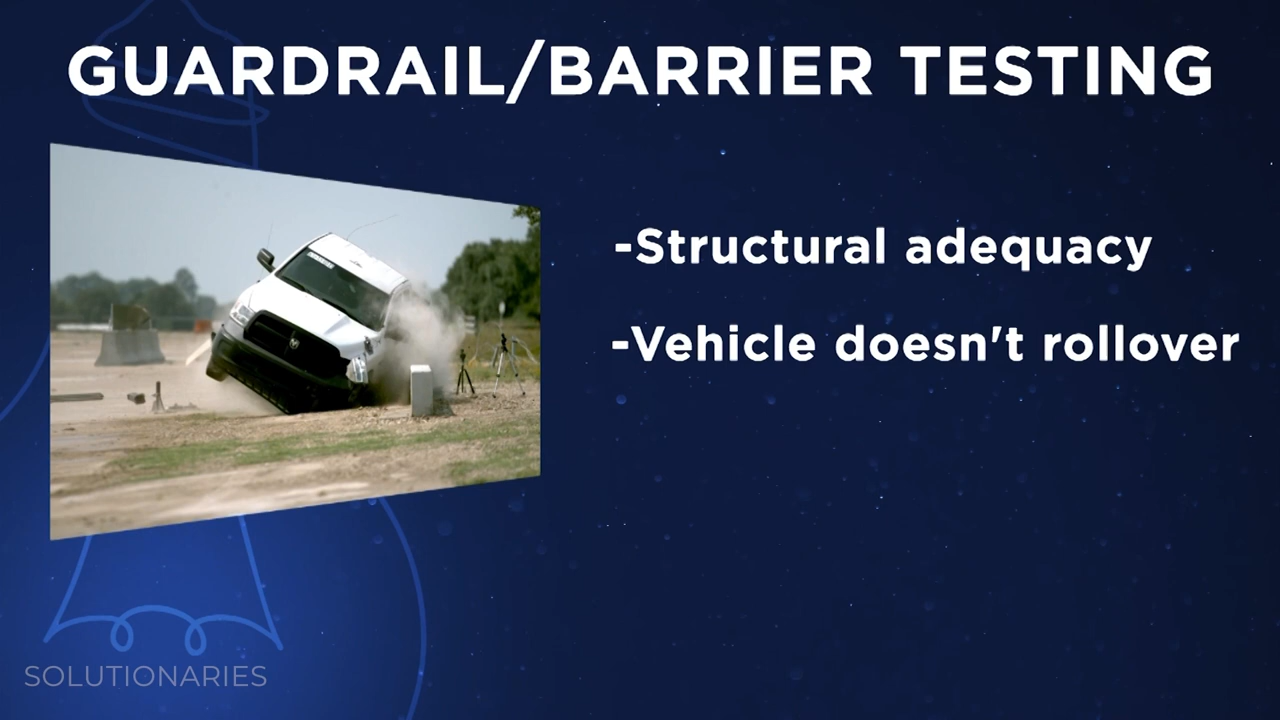 GUARDRAIL/BARRIER TESTING
-Structural adequacy
-Vehicle doesn't rollover
SOLUTIONARIES